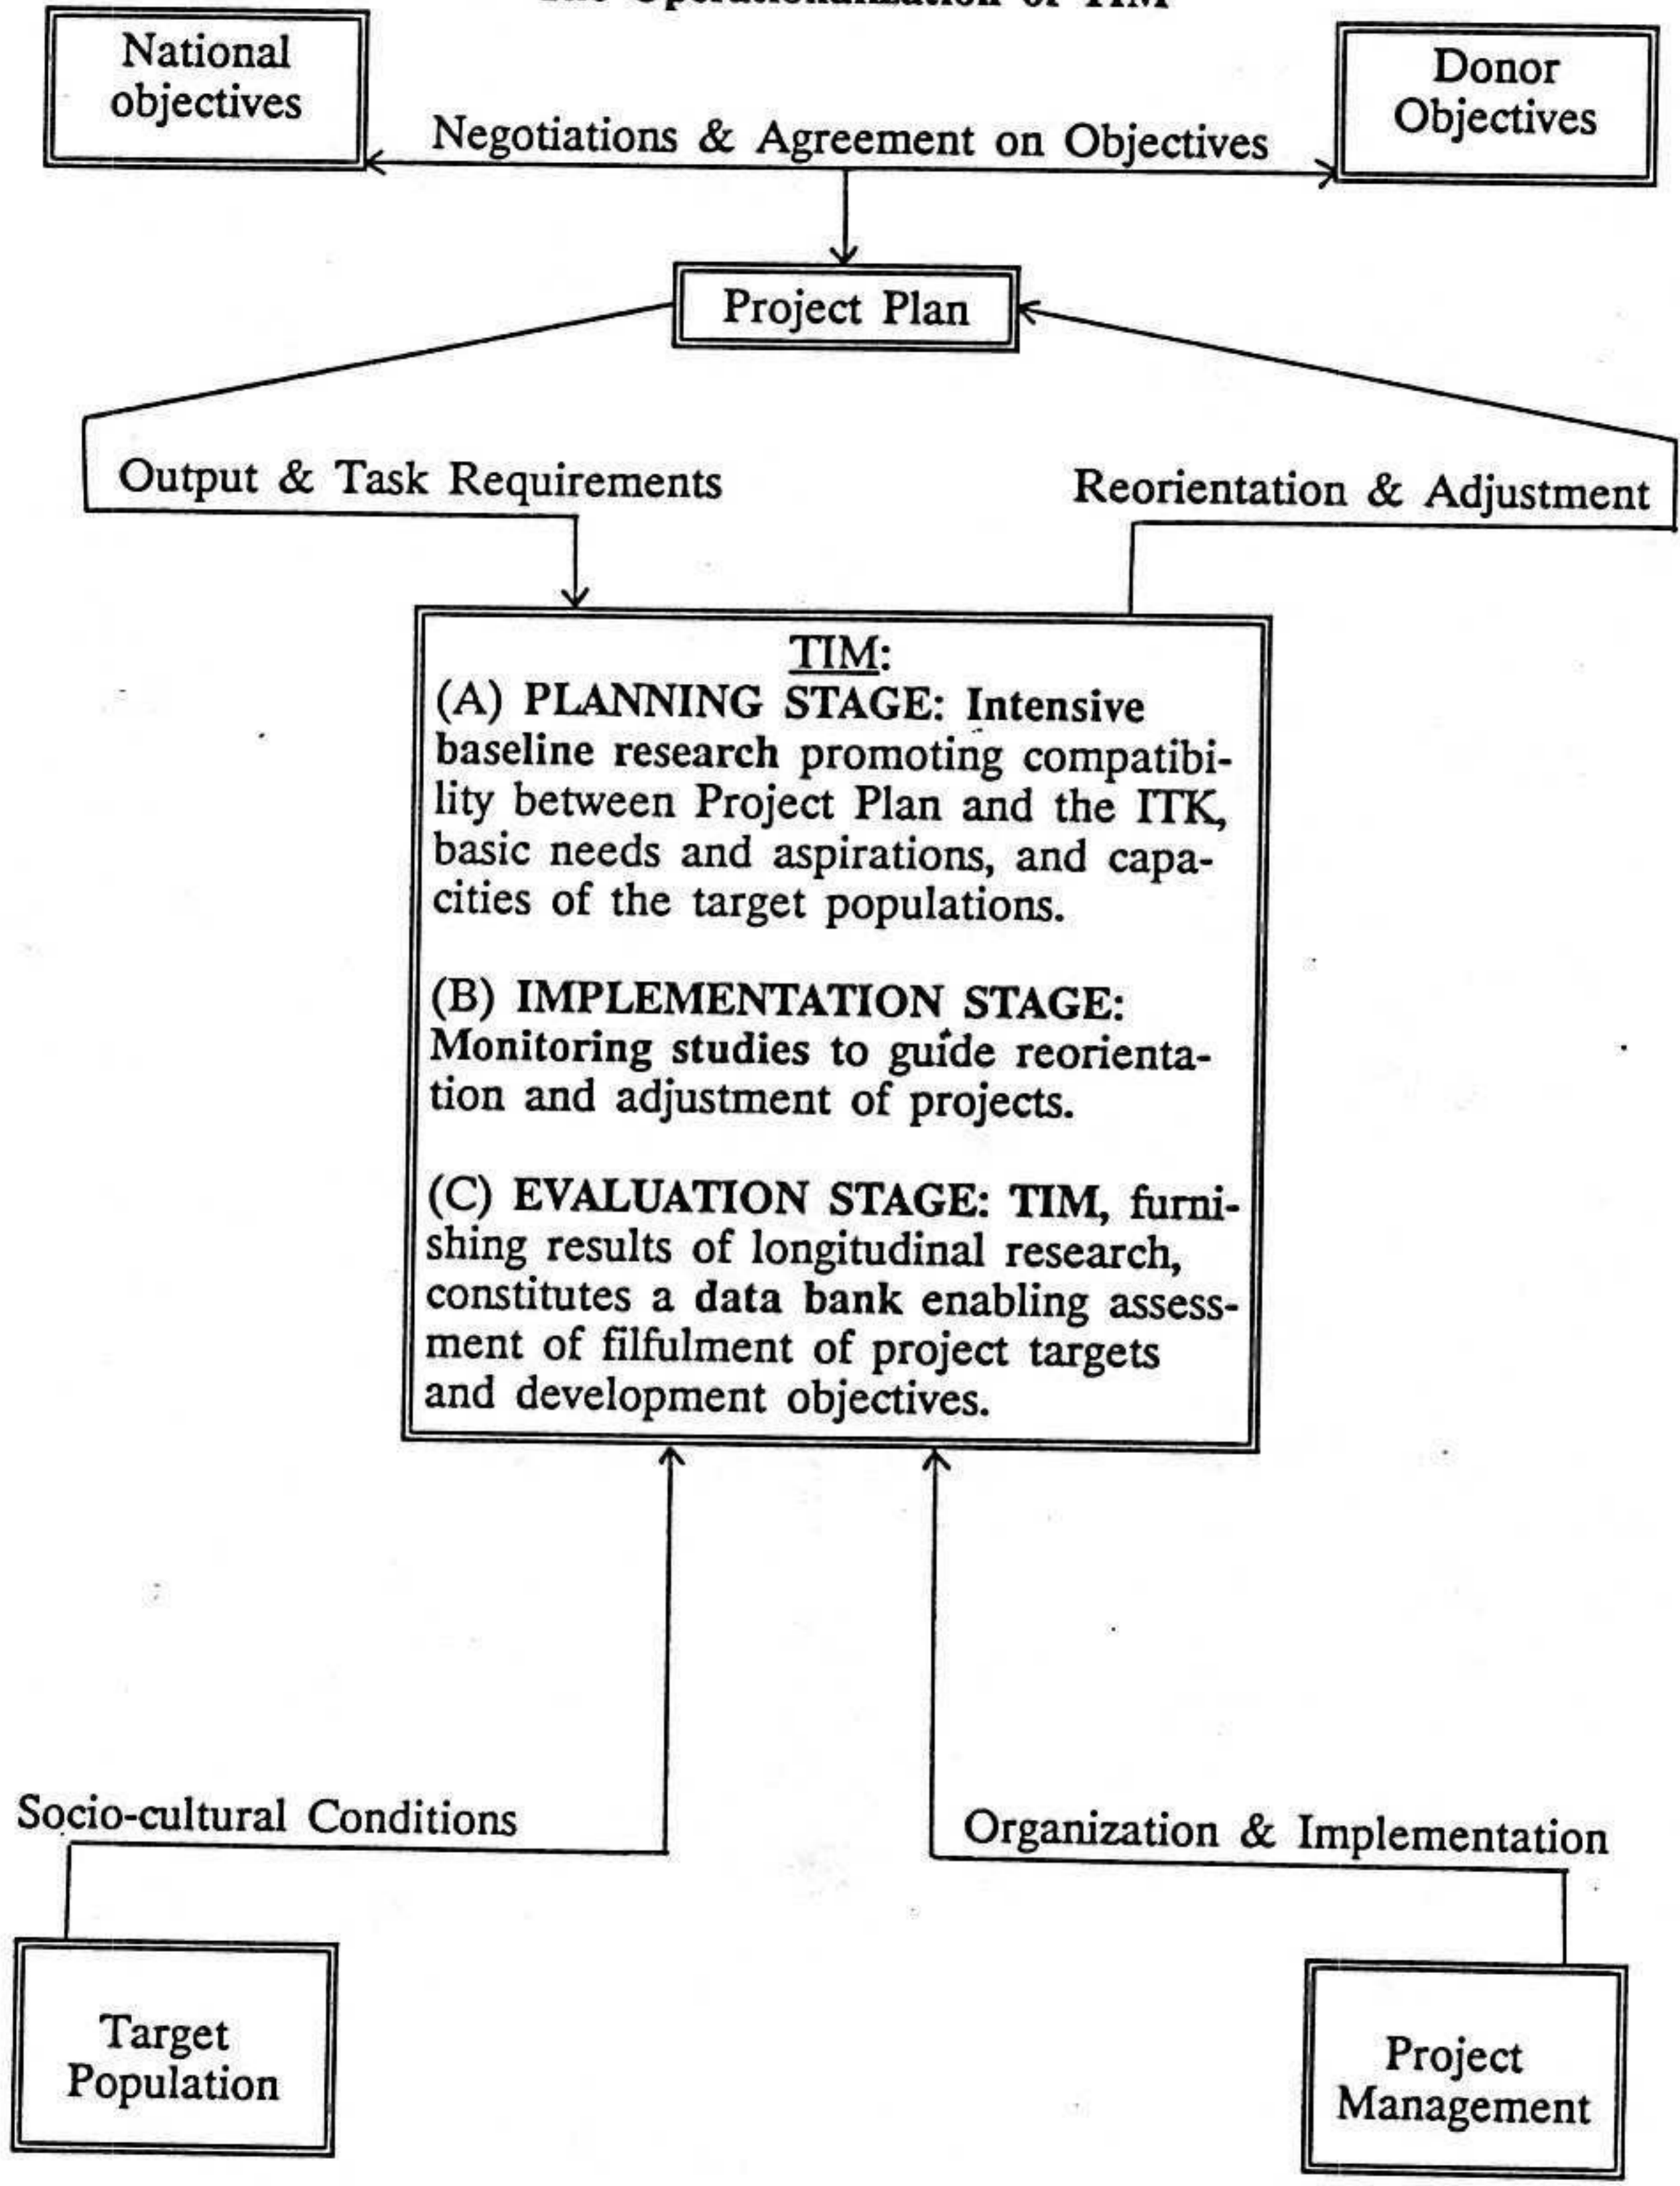 The Operationalization of TIM
National
objectives
Donor
Objectives
Negotiations & Agreement on Objectives
Project Plan
Output & Task Requirements
Reorientation & Adjustment
TIM:
(A) PLANNING STAGE: Intensive
baseline research promoting compatibi-
lity between Project Plan and the ITK,
basic needs and aspirations, and capa-
cities of the target populations.
(B) IMPLEMENTATION STAGE:
Monitoring studies to guide reorienta-
tion and adjustment of projects.
(C) EVALUATION STAGE: TIM, furni-
shing results of longitudinal research,
constitutes a data bank enabling assess-
ment of filfulment of project targets
and development objectives.
Socio-cultural Conditions
Organization & Implementation
Target
Population
Project
Management